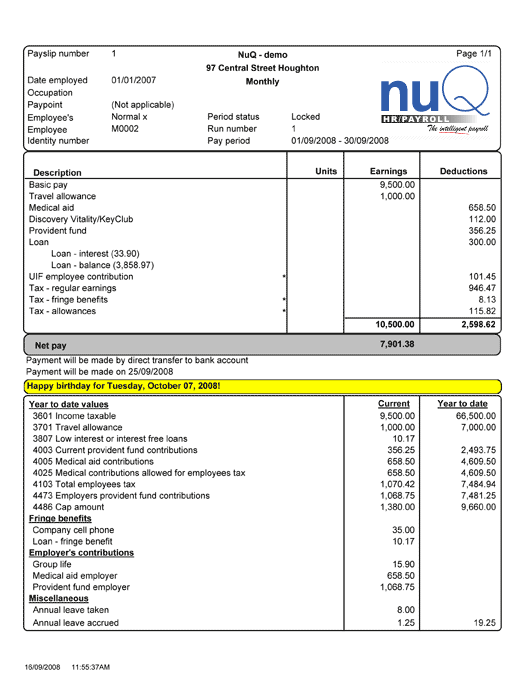 Payslip number 1 NuQ - demo Page 1/1
97 Central Street Houghton
Date employed 01/01/2007 Monthly
Occupation
Paypoint (Not applicable)
Employee's Normal x Period status Locked
Employee M0002 Run number 1
Identity number Pay period 01/09/2008 - 30/09/2008
nuQ
HR/PAYROLL
The intelligent payroll
Description Units Earnings Deductions
Basic pay 9,500.00
Travel allowance 1,000.00
Medical aid 658.50
Discovery Vitality/KeyClub 112.00
Provident fund 356.25
Loan 300.00
Loan - interest (33.90)
Loan - balance (3,858.97)
UIF employee contribution * 101.45
Tax - regular earnings 946.47
Tax - fringe benefits * 8.13
Tax - allowances * 115.82
10,500.00 2,598.62
Net pay 7,901.38
Payment will be made by direct transfer to bank account
Payment will be made on 25/09/2008
Happy birthday for Tuesday, October 07, 2008!
Year to date values Current Year to date
3601 Income taxable 9,500.00 66,500.00
3701 Travel allowance 1,000.00 7,000.00
3807 Low interest or interest free loans 10.17
4003 Current provident fund contributions 356.25 2,493.75
4005 Medical aid contributions 658.50 4,609.50
4025 Medical contributions allowed for employees tax 658.50 4,609.50
4103 Total employees tax 1,070.42 7,484.94
4473 Employers provident fund contributions 1,068.75 7,481.25
4486 Cap amount 1,380.00 9,660.00
Fringe benefits
Company cell phone 35.00
Loan - fringe benefit 10.17
Employer's contributions
Group life 15.90
Medical aid employer 658.50
Provident fund employer 1,068.75
Miscellaneous
Annual leave taken 8.00
Annual leave accrued 1.25 19.25
16/09/2008 11:55:37AM